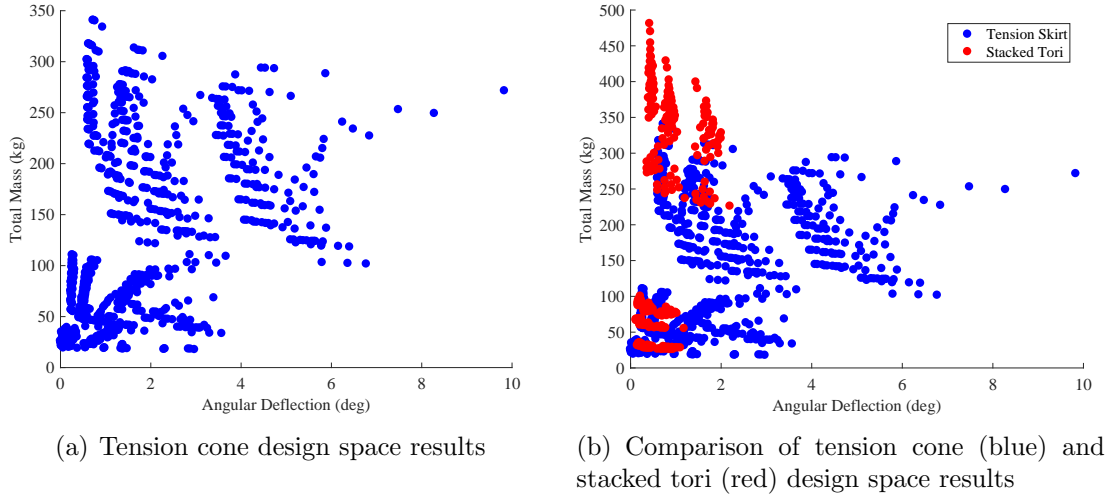 350
300
250
200
150
100
50
0
Total Mass (kg)
0 2 4 6 8 10
Angular Deflection (deg)
(a) Tension cone design space results
500
450
400
350
300
250
200
150
100
50
0
Total Mass (kg)
Tension Skirt
Stacked Tori
0 2 4 6 8 10
Angular Deflection (deg)
(b) Comparison of tension cone (blue) and
stacked tori (red) design space results